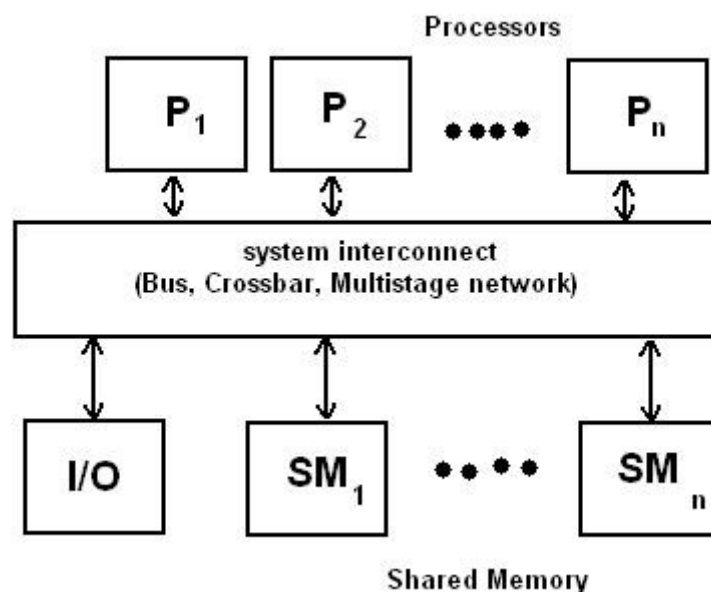 Processors
P1 P2 Pn
system interconnect
(Bus, Crossbar, Multistage network)
I/O SM1 SMn
Shared Memory